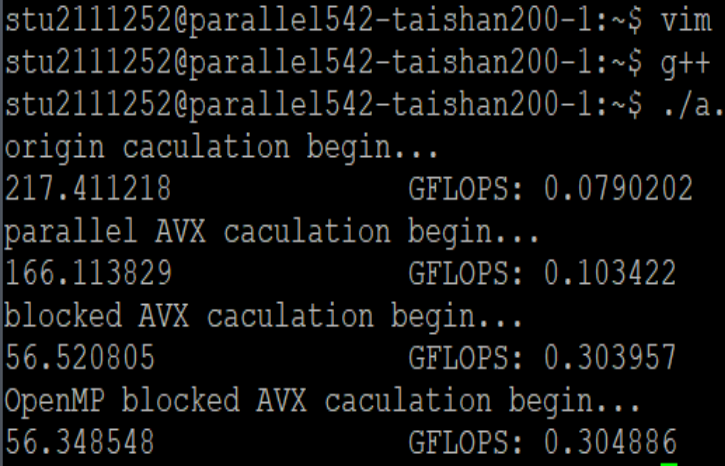 stu2111252@parallel542-taishan200-1:~$ vim
stu2111252@parallel542-taishan200-1:~$ g++
stu2111252@parallel542-taishan200-1:~$ ./a.
origin caculation begin...
217.411218 GFLOPS: 0.0790202
parallel AVX caculation begin...
166.113829 GFLOPS: 0.103422
blocked AVX caculation begin...
56.520805 GFLOPS: 0.303957
OpenMP blocked AVX caculation begin...
56.348548 GFLOPS: 0.304886